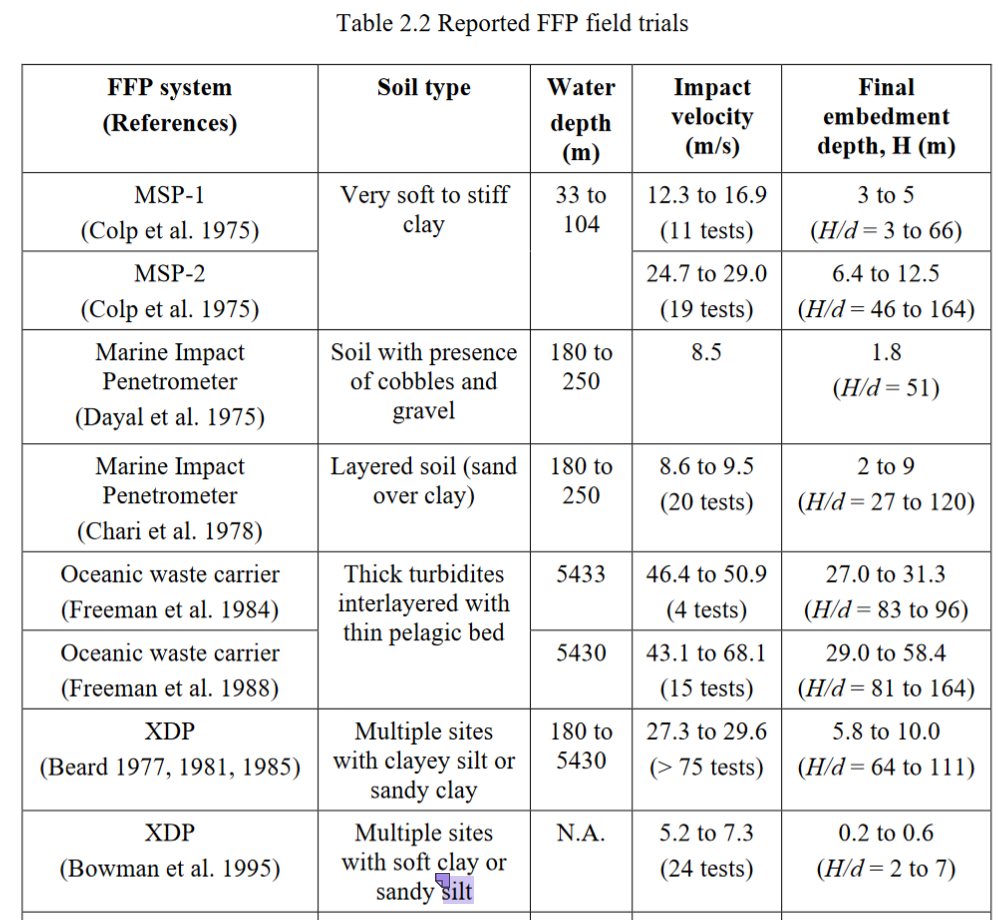 Table 2.2 Reported FFP field trials
FFP system
(References)
Soil type
Water
depth
(m)
Impact
velocity
(m/s)
Final
embedment
depth, H (m)
MSP-1
(Colp et al. 1975)
Very soft to stiff
clay
33 to
104
12.3 to 16.9
(11 tests)
3 to 5
(H/d = 3 to 66)
MSP-2
(Colp et al. 1975)
24.7 to 29.0
(19 tests)
6.4 to 12.5
(H/d = 46 to 164)
Marine Impact
Penetrometer
(Dayal et al. 1975)
Soil with presence
of cobbles and
gravel
180 to
250
8.5
1.8
(H/d = 51)
Marine Impact
Penetrometer
(Chari et al. 1978)
Layered soil (sand
over clay)
180 to
250
8.6 to 9.5
(20 tests)
2 to 9
(H/d = 27 to 120)
Oceanic waste carrier
(Freeman et al. 1984)
Thick turbidites
interlayered with
thin pelagic bed
5433
46.4 to 50.9
(4 tests)
27.0 to 31.3
(H/d = 83 to 96)
Oceanic waste carrier
(Freeman et al. 1988)
5430
43.1 to 68.1
(15 tests)
29.0 to 58.4
(H/d = 81 to 164)
XDP
(Beard 1977, 1981, 1985)
Multiple sites
with clayey silt or
sandy clay
180 to
5430
27.3 to 29.6
(> 75 tests)
5.8 to 10.0
(H/d = 64 to 111)
XDP
(Bowman et al. 1995)
Multiple sites
with soft clay or
sandy silt
N.A.
5.2 to 7.3
(24 tests)
0.2 to 0.6
(H/d = 2 to 7)